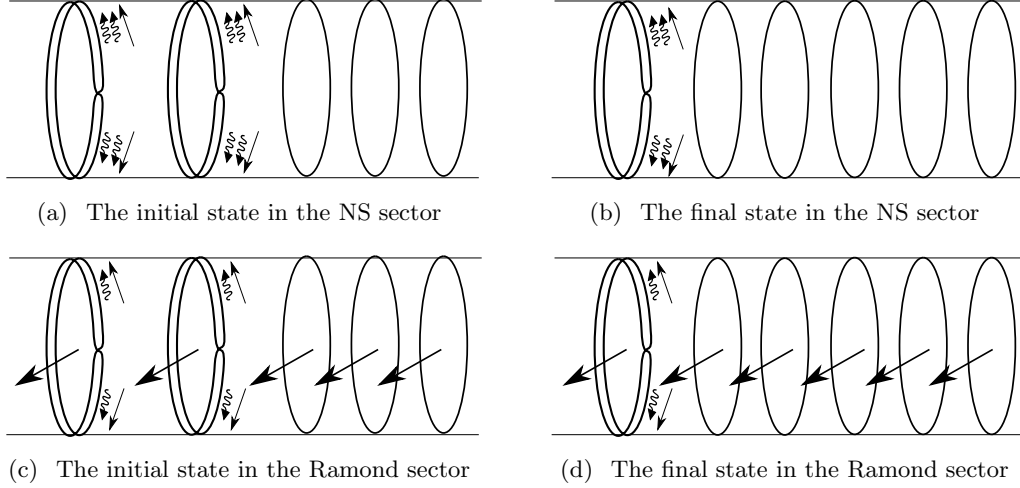 (a) The initial state in the NS sector
(b) The final state in the NS sector
(c) The initial state in the Ramond sector
(d) The final state in the Ramond sector